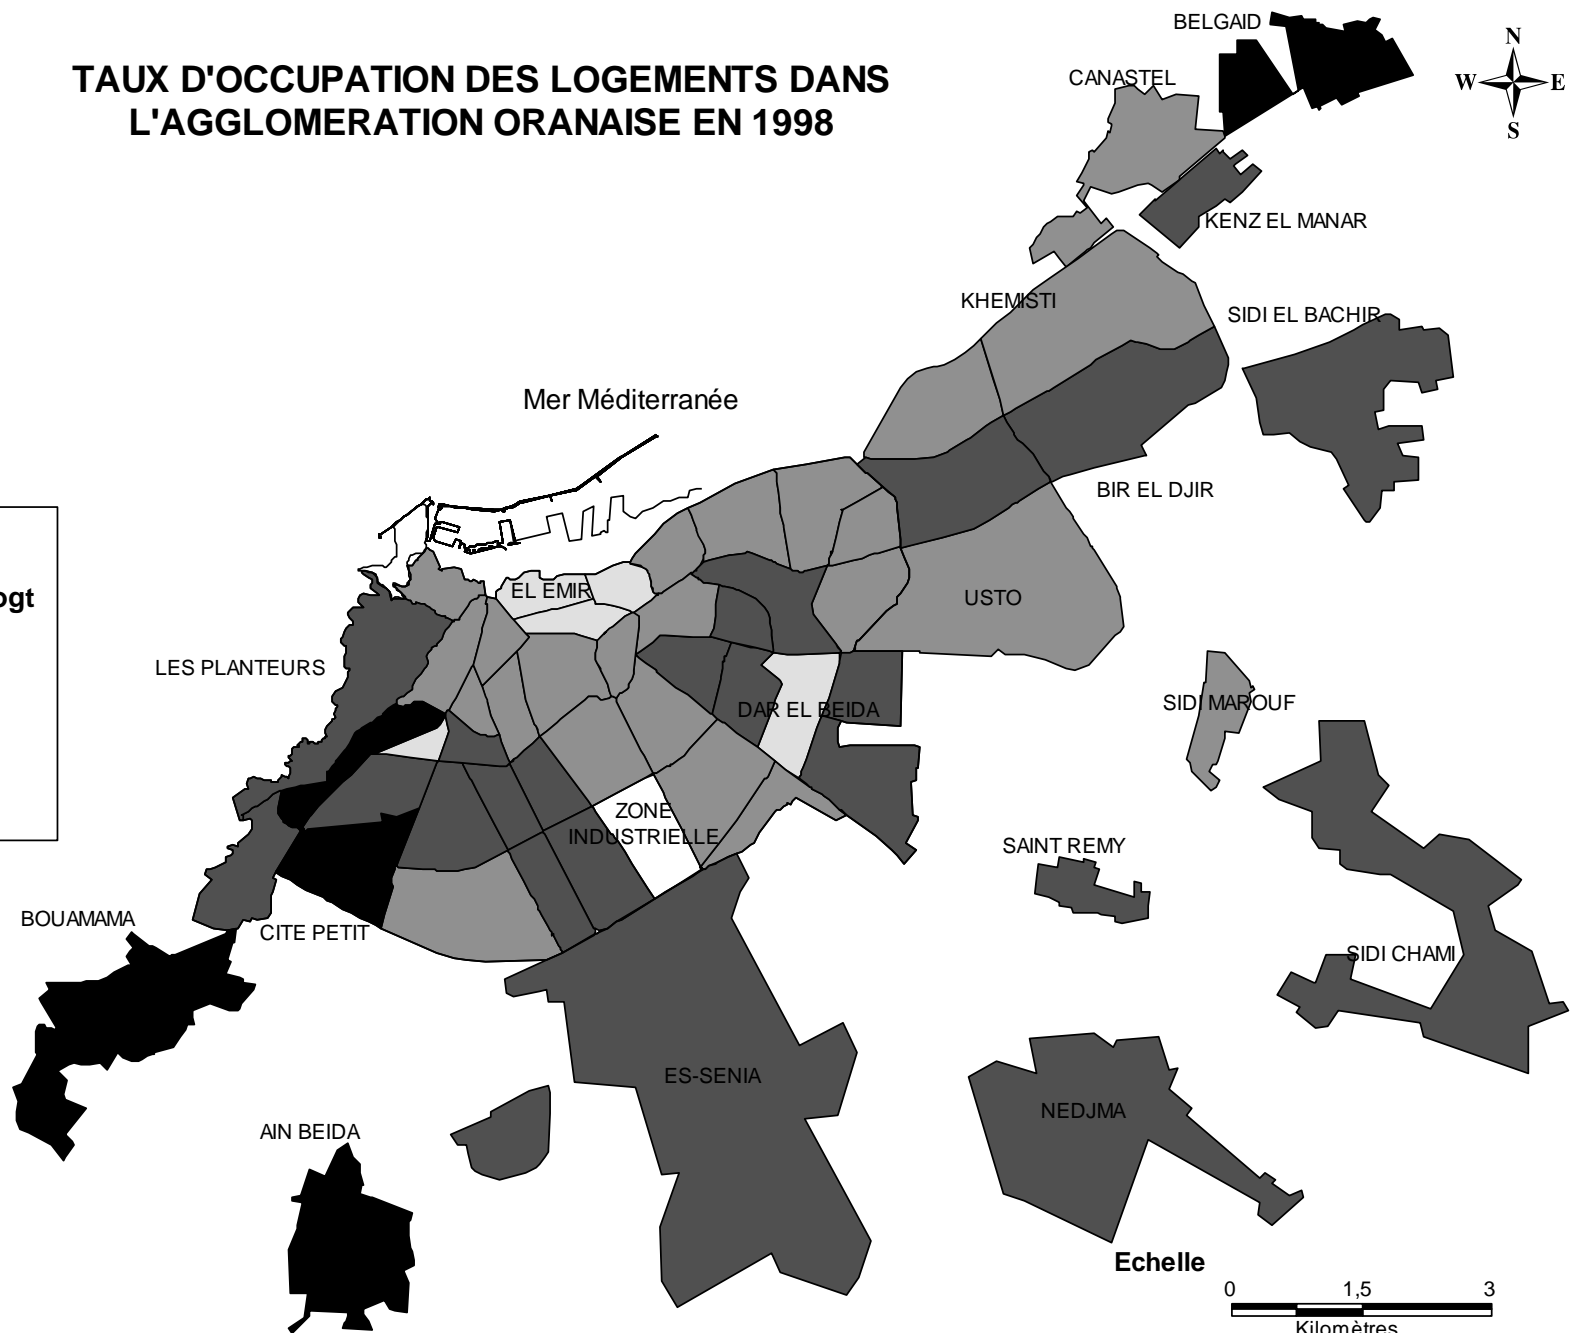 TAUX D'OCCUPATION DES LOGEMENTS DANS
L'AGGLOMERATION ORANAISE EN 1998
BELGAID
N
W
E
S
CANASTEL
KENZ EL MANAR
KHEMISTI
SIDI EL BACHIR
Mer Méditerranée
BIR EL DJIR
EL EMIR
USTO
LES PLANTEURS
SIDI MAROUF
DAR EL BEIDA
ZONE
INDUSTRIELLE
SAINT REMY
BOUAMAMA
CITE PETIT
SIDI CHAMI
ES-SENIA
NEDJMA
AIN BEIDA
Echelle
0 1,5 3
Kilomètres